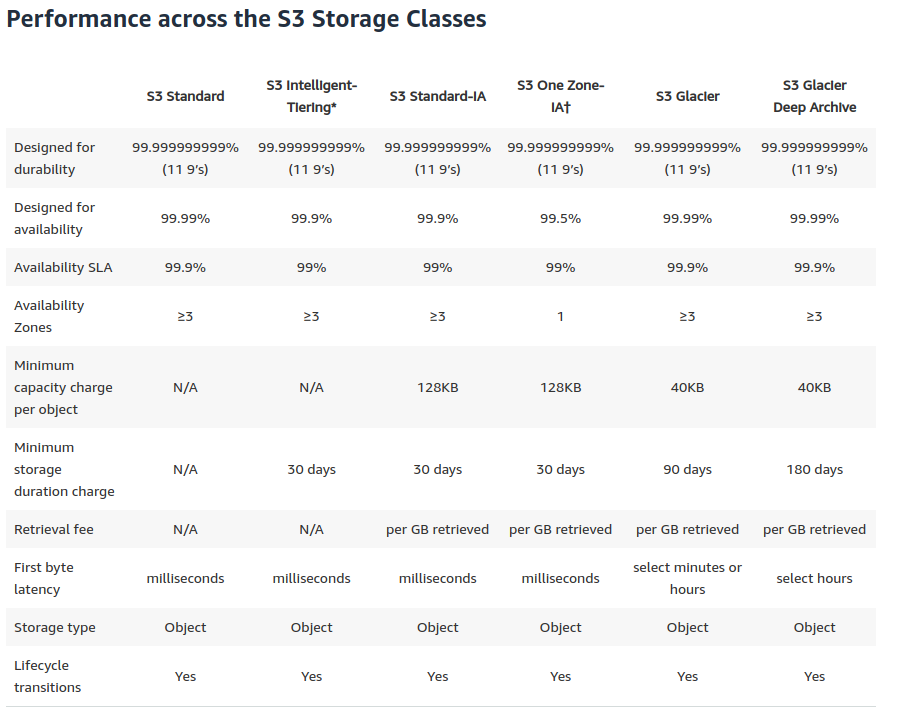 Performance across the S3 Storage Classes
S3 Standard S3 Intelligent-Tiering* S3 Standard-IA S3 One Zone-IA† S3 Glacier S3 Glacier Deep Archive
Designed for durability 99.999999999% (11 9’s) 99.999999999% (11 9’s) 99.999999999% (11 9’s) 99.999999999% (11 9’s) 99.999999999% (11 9’s) 99.999999999% (11 9’s)
Designed for availability 99.99% 99.9% 99.9% 99.5% 99.99% 99.99%
Availability SLA 99.9% 99% 99% 99% 99.9% 99.9%
Availability Zones ≥3 ≥3 ≥3 1 ≥3 ≥3
Minimum capacity charge per object N/A N/A 128KB 128KB 40KB 40KB
Minimum storage duration charge N/A 30 days 30 days 30 days 90 days 180 days
Retrieval fee N/A N/A per GB retrieved per GB retrieved per GB retrieved per GB retrieved
First byte latency milliseconds milliseconds milliseconds milliseconds select minutes or hours select hours
Storage type Object Object Object Object Object Object
Lifecycle transitions Yes Yes Yes Yes Yes Yes